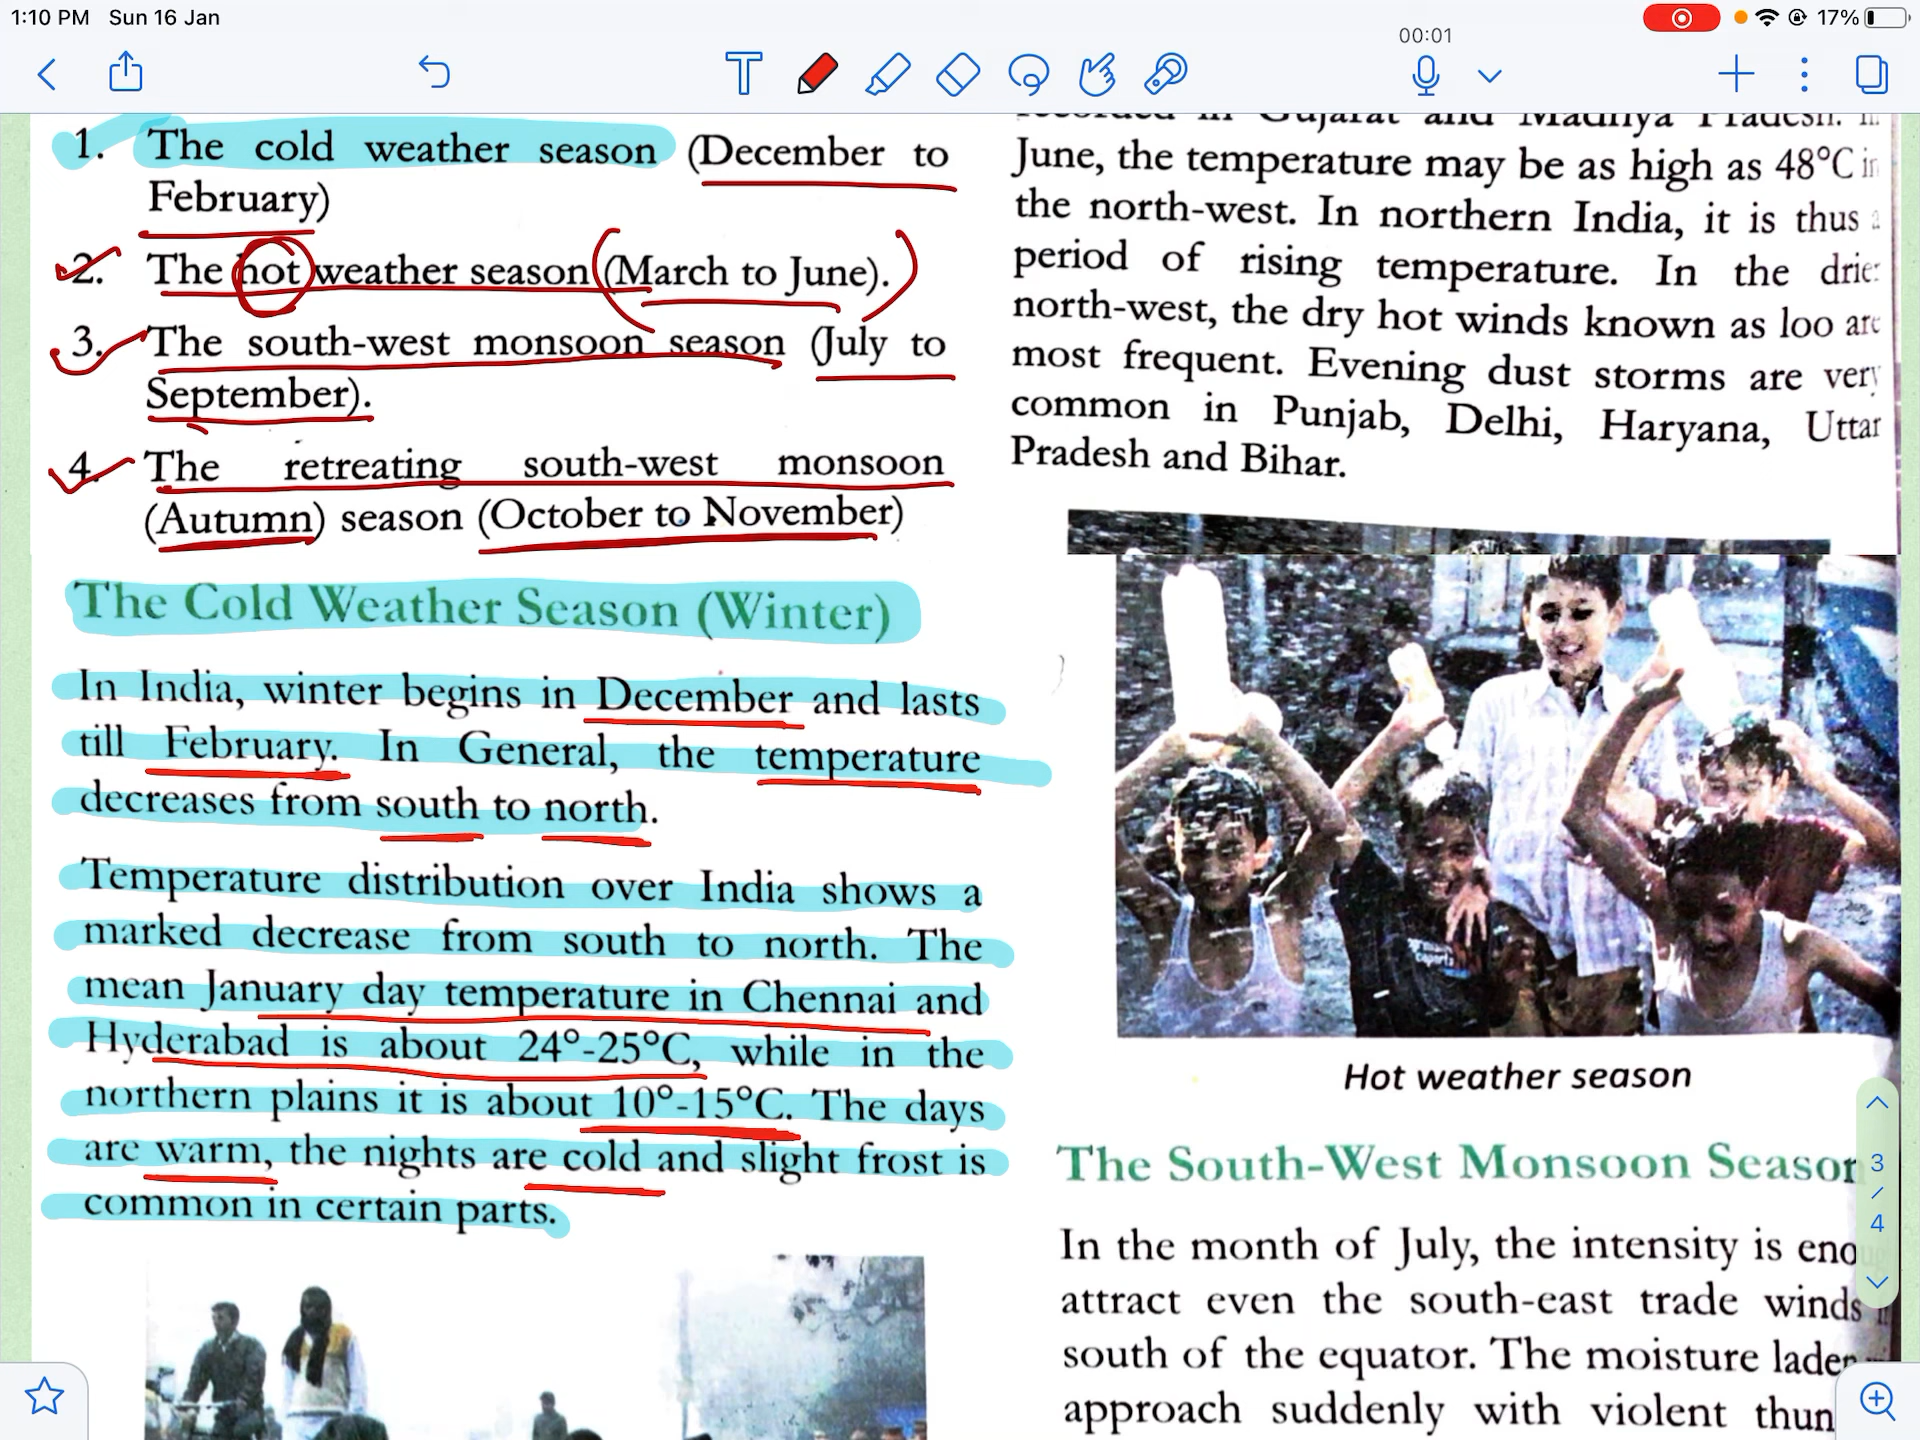 1:10 PM Sun 16 Jan
17%
00:01
1. The cold weather season (December to
February)
2. The hot weather season (March to June).
3. The south-west monsoon season (July to
September).
4. The retreating south-west monsoon
(Autumn) season (October to November)
The Cold Weather Season (Winter)
In India, winter begins in December and lasts
till February. In General, the temperature
decreases from south to north.
Temperature distribution over India shows a
marked decrease from south to north. The
mean January day temperature in Chennai and
Hyderabad is about 24°-25°C, while in the
northern plains it is about 10°-15°C. The days
are warm, the nights are cold and slight frost is
common in certain parts.
recorded in Gujarat and Madhya Pradesh. In
June, the temperature may be as high as 48°C in
the north-west. In northern India, it is thus a
period of rising temperature. In the drier
north-west, the dry hot winds known as loo are
most frequent. Evening dust storms are very
common in Punjab, Delhi, Haryana, Uttar
Pradesh and Bihar.
Hot weather season
The South-West Monsoon Season
In the month of July, the intensity is eno
attract even the south-east trade winds
south of the equator. The moisture laden
approach suddenly with violent thun
3
/
4